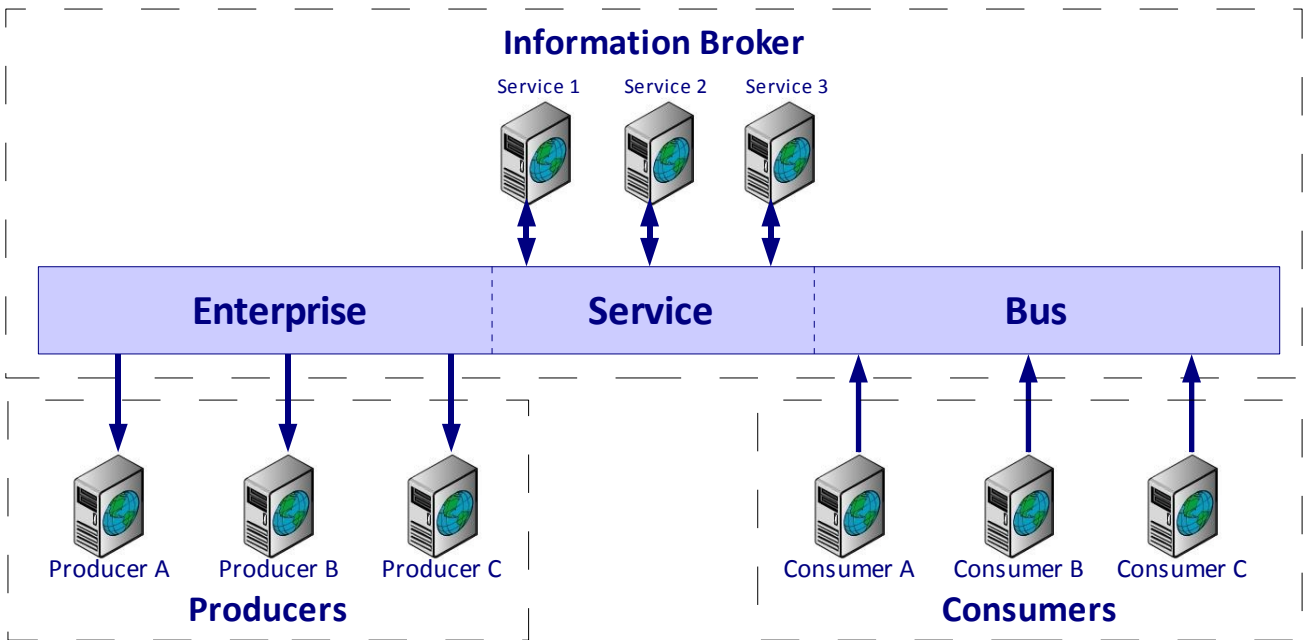 Information Broker
Service 1 Service 2 Service 3
Enterprise Service Bus
Producer A Producer B Producer C
Producers
Consumer A Consumer B Consumer C
Consumers